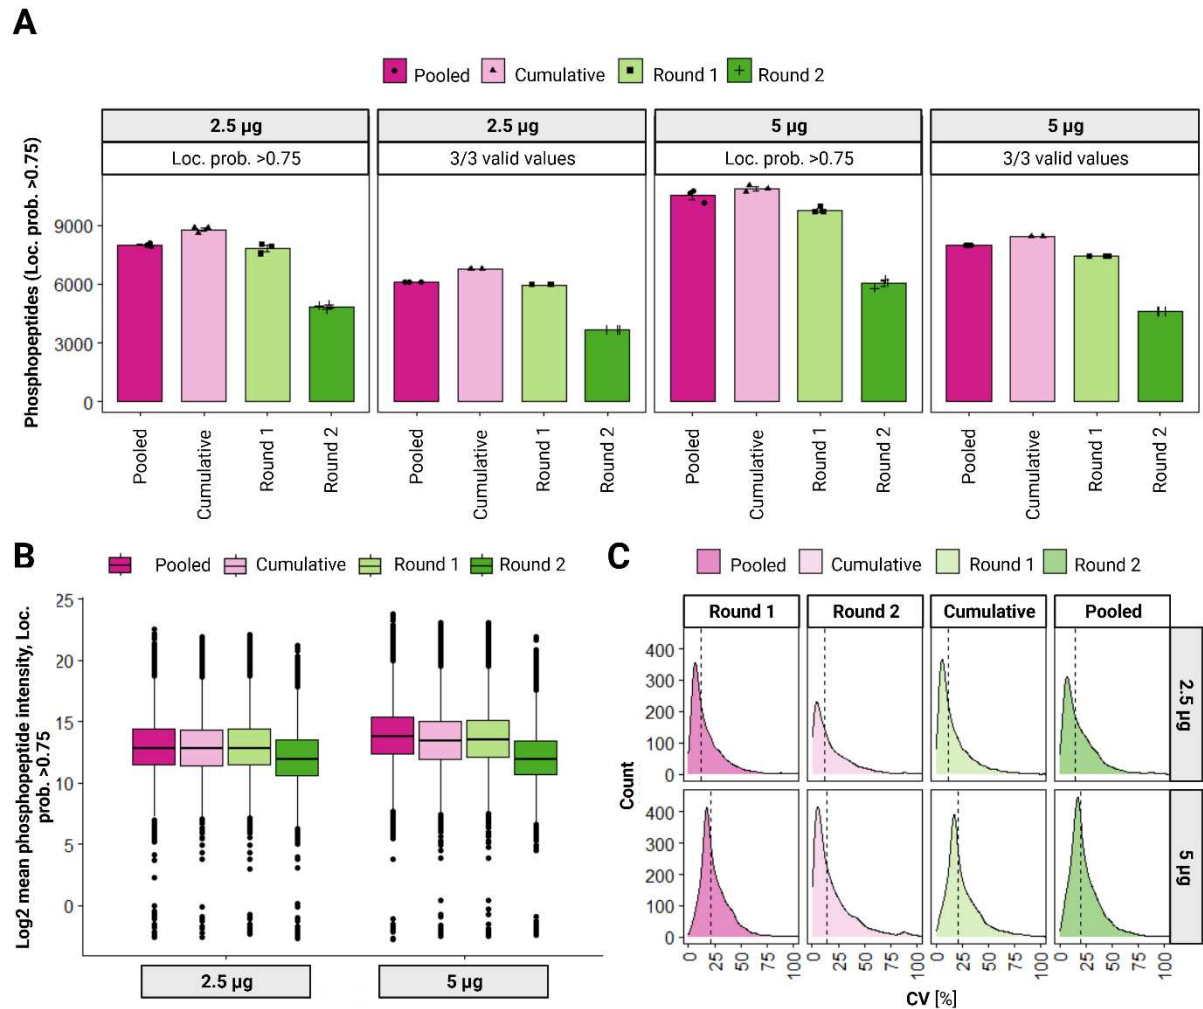 A
Pooled Cumulative Round 1 Round 2
2.5 µg 2.5 µg 5 µg 5 µg
Loc. prob. >0.75 3/3 valid values Loc. prob. >0.75 3/3 valid values
Phosphopeptides (Loc. prob. >0.75)
9000
6000
3000
0
Pooled Cumulative Round 1 Round 2 Pooled Cumulative Round 1 Round 2 Pooled Cumulative Round 1 Round 2 Pooled Cumulative Round 1 Round 2
B
Pooled Cumulative Round 1 Round 2
Log2 mean phosphopeptide intensity, Loc.
prob. >0.75
25
20
15
10
5
0
2.5 µg 5 µg
C
Pooled Cumulative Round 1 Round 2
Round 1 Round 2 Cumulative Pooled
Count
400
300
200
100
0
2.5 µg
400
300
200
100
0
5 µg
0 25 50 75 100 0 25 50 75 100 0 25 50 75 100 0 25 50 75 100
CV [%]